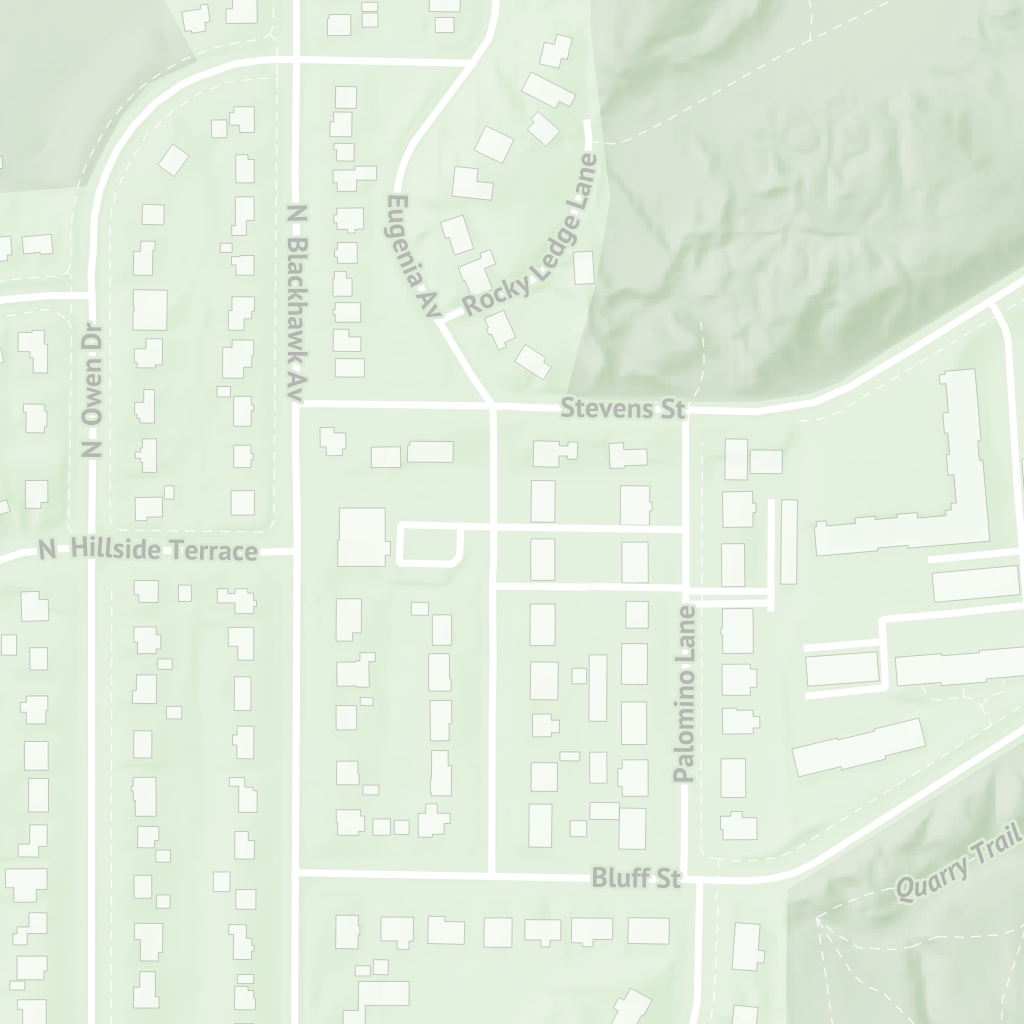 N Blackhawk Av
Eugenia Av
Rocky Ledge Lane
N Owen Dr
Stevens St
N Hillside Terrace
Palomino Lane
Bluff St
Quarry Trail